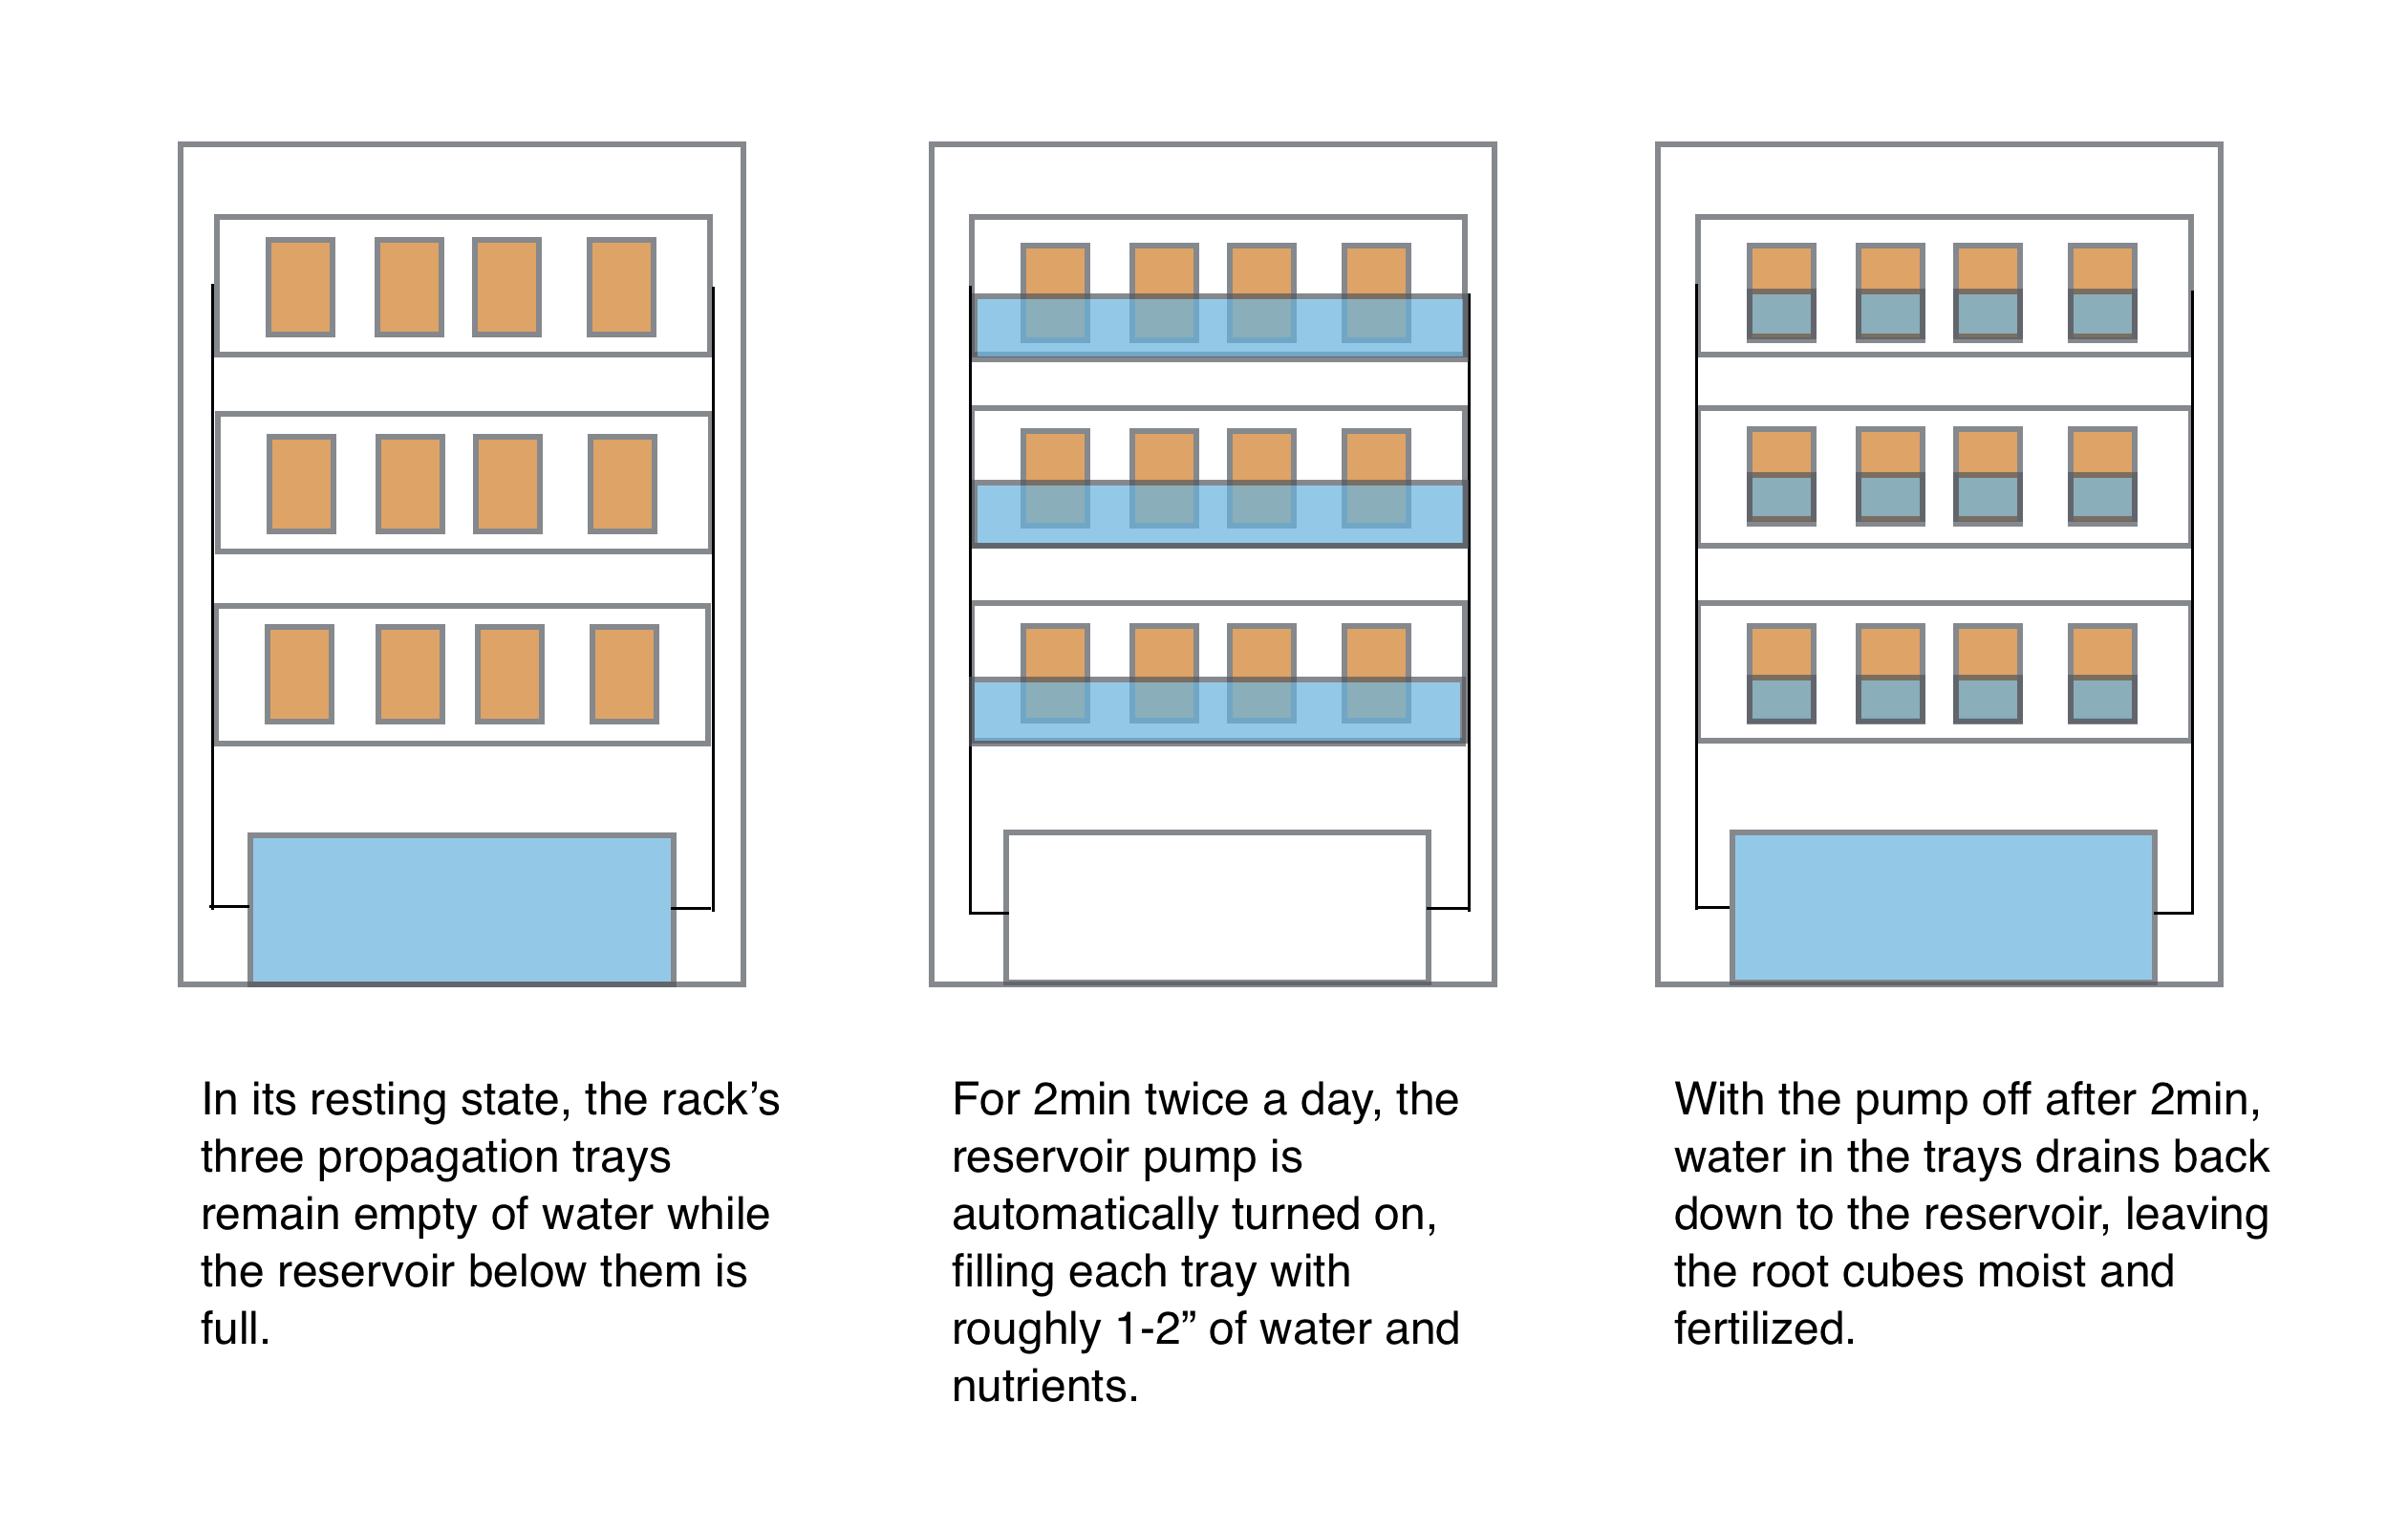 In its resting state, the rack’s
three propagation trays
remain empty of water while
the reservoir below them is
full.
For 2min twice a day, the
reservoir pump is
automatically turned on,
filling each tray with
roughly 1-2” of water and
nutrients.
With the pump off after 2min,
water in the trays drains back
down to the reservoir, leaving
the root cubes moist and
fertilized.